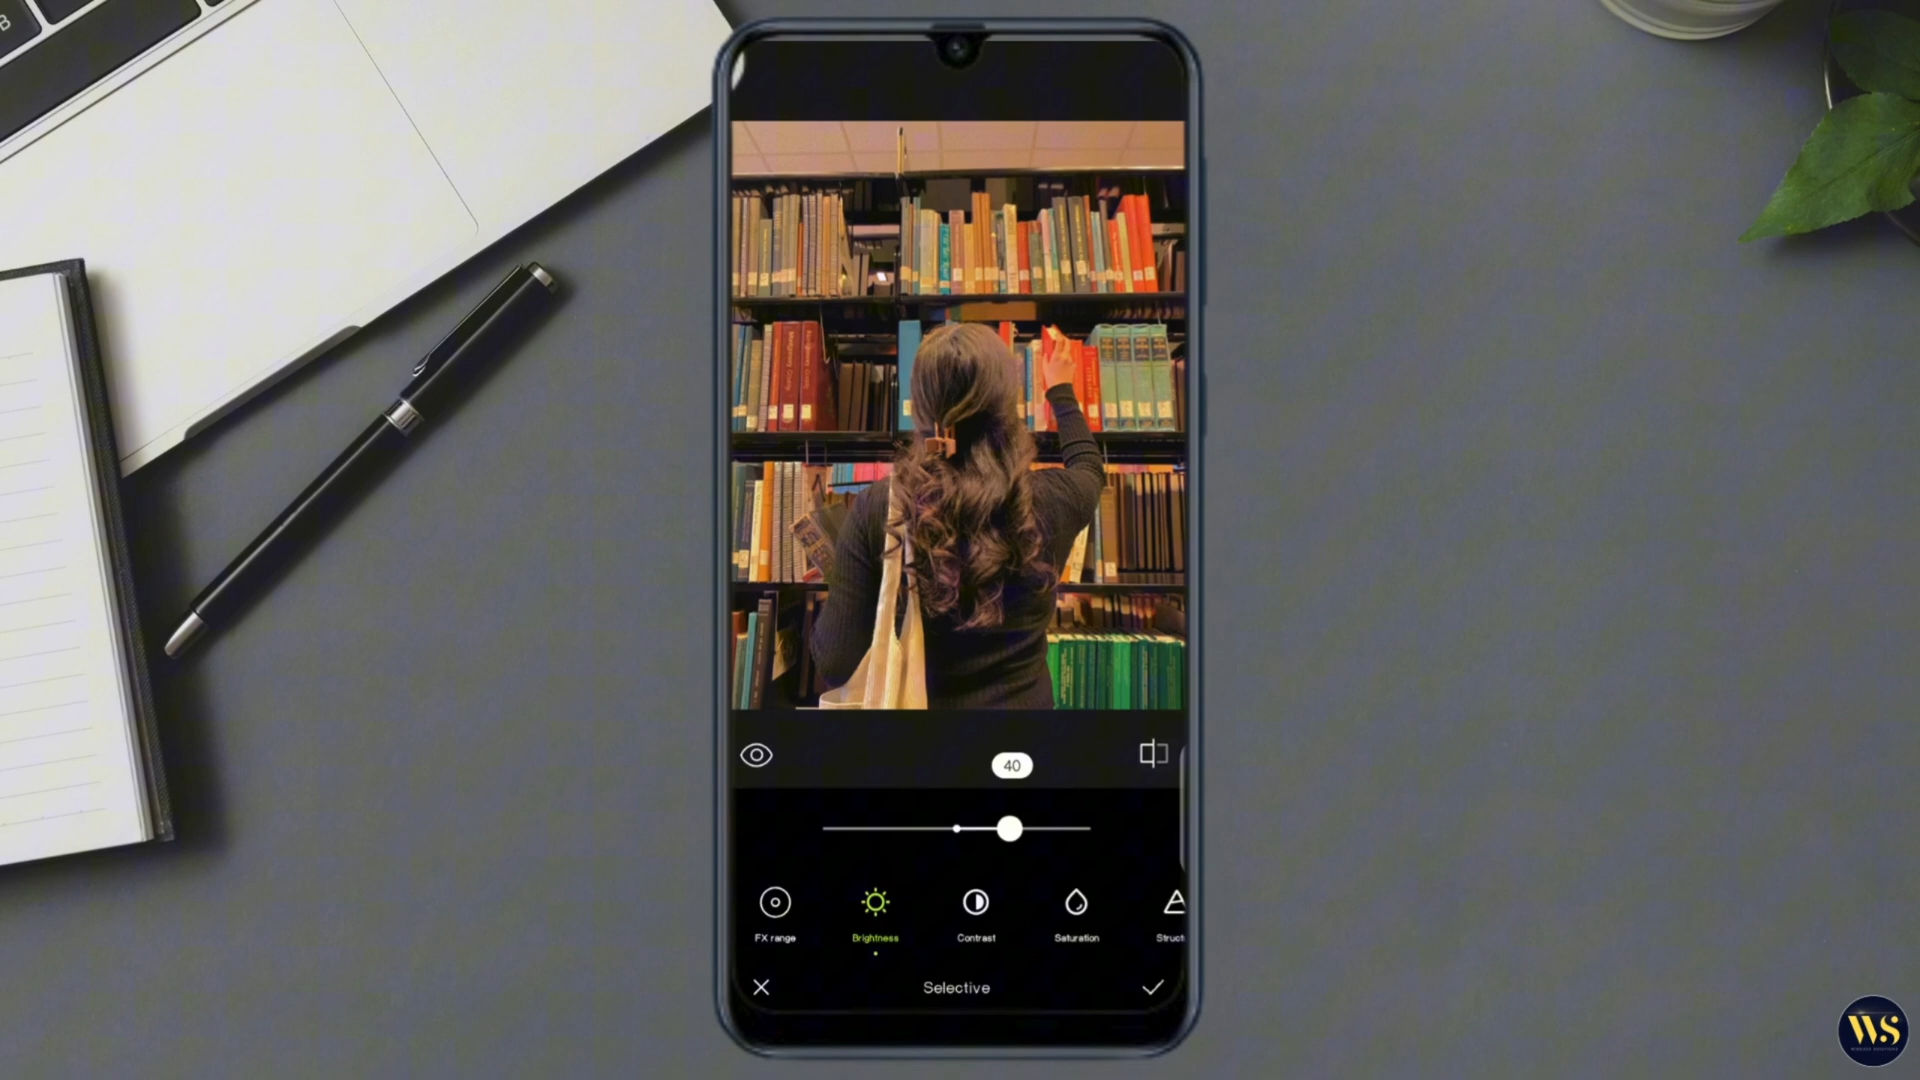 B
40
FX range
Brightness
Contrast
Saturation
Struct
Selective
WS